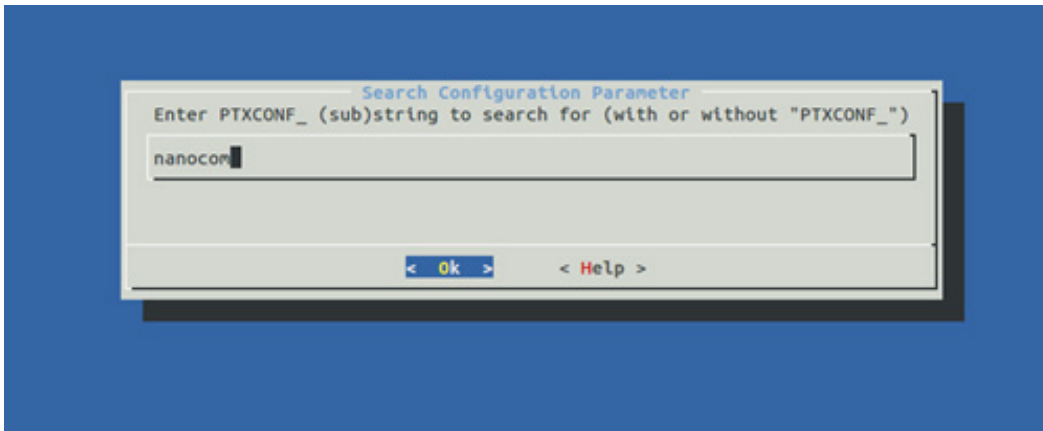 Search Configuration Parameter
Enter PTXCONF_ (sub)string to search for (with or without "PTXCONF_")
nanocom
< Ok >     < Help >